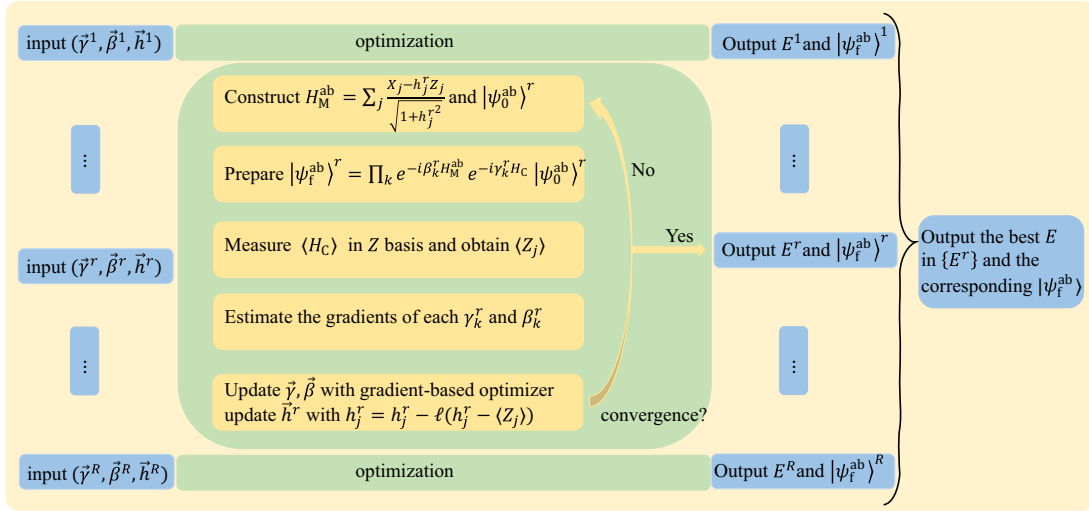 input (γ⃗¹, β⃗¹, h⃗¹)
optimization
Output E¹ and |ψ_f^ab⟩¹
Construct H_M^ab = ∑_j (X_j−h_j^r Z_j)/√(1+h_j^r²) and |ψ_0^ab⟩^r
⋮
⋮
Prepare |ψ_f^ab⟩^r = ∏_k e^{−iβ_k^r H_M^ab} e^{−iγ_k^r H_C} |ψ_0^ab⟩^r
No
input (γ⃗^r, β⃗^r, h⃗^r)
Measure ⟨H_C⟩ in Z basis and obtain ⟨Z_j⟩
Yes
Output E^r and |ψ_f^ab⟩^r
Output the best E
in {E^r} and the
corresponding |ψ_f^ab⟩
Estimate the gradients of each γ_k^r and β_k^r
⋮
⋮
Update γ⃗, β⃗ with gradient-based optimizer
update h⃗^r with h_j^r = h_j^r − ℓ(h_j^r − ⟨Z_j⟩)
convergence?
input (γ⃗^R, β⃗^R, h⃗^R)
optimization
Output E^R and |ψ_f^ab⟩^R